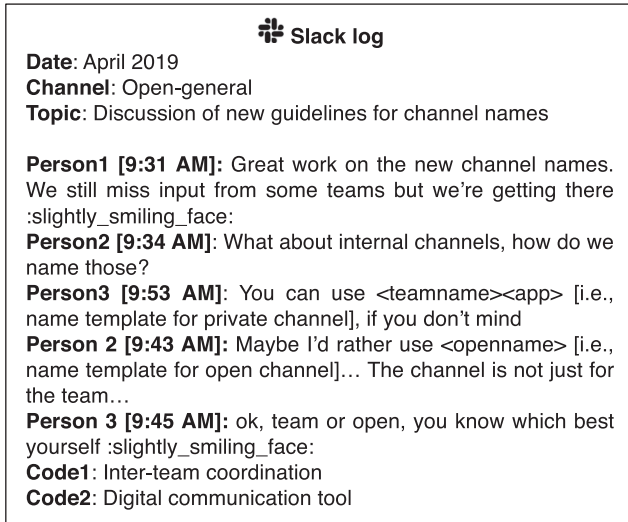 Slack log
Date: April 2019
Channel: Open-general
Topic: Discussion of new guidelines for channel names
Person1 [9:31 AM]: Great work on the new channel names.
We still miss input from some teams but we're getting there
:slightly_smiling_face:
Person2 [9:34 AM]: What about internal channels, how do we
name those?
Person3 [9:53 AM]: You can use <teamname><app> [i.e.,
name template for private channel], if you don't mind
Person 2 [9:43 AM]: Maybe I'd rather use <openname> [i.e.,
name template for open channel]… The channel is not just for
the team…
Person 3 [9:45 AM]: ok, team or open, you know which best
yourself :slightly_smiling_face:
Code1: Inter-team coordination
Code2: Digital communication tool